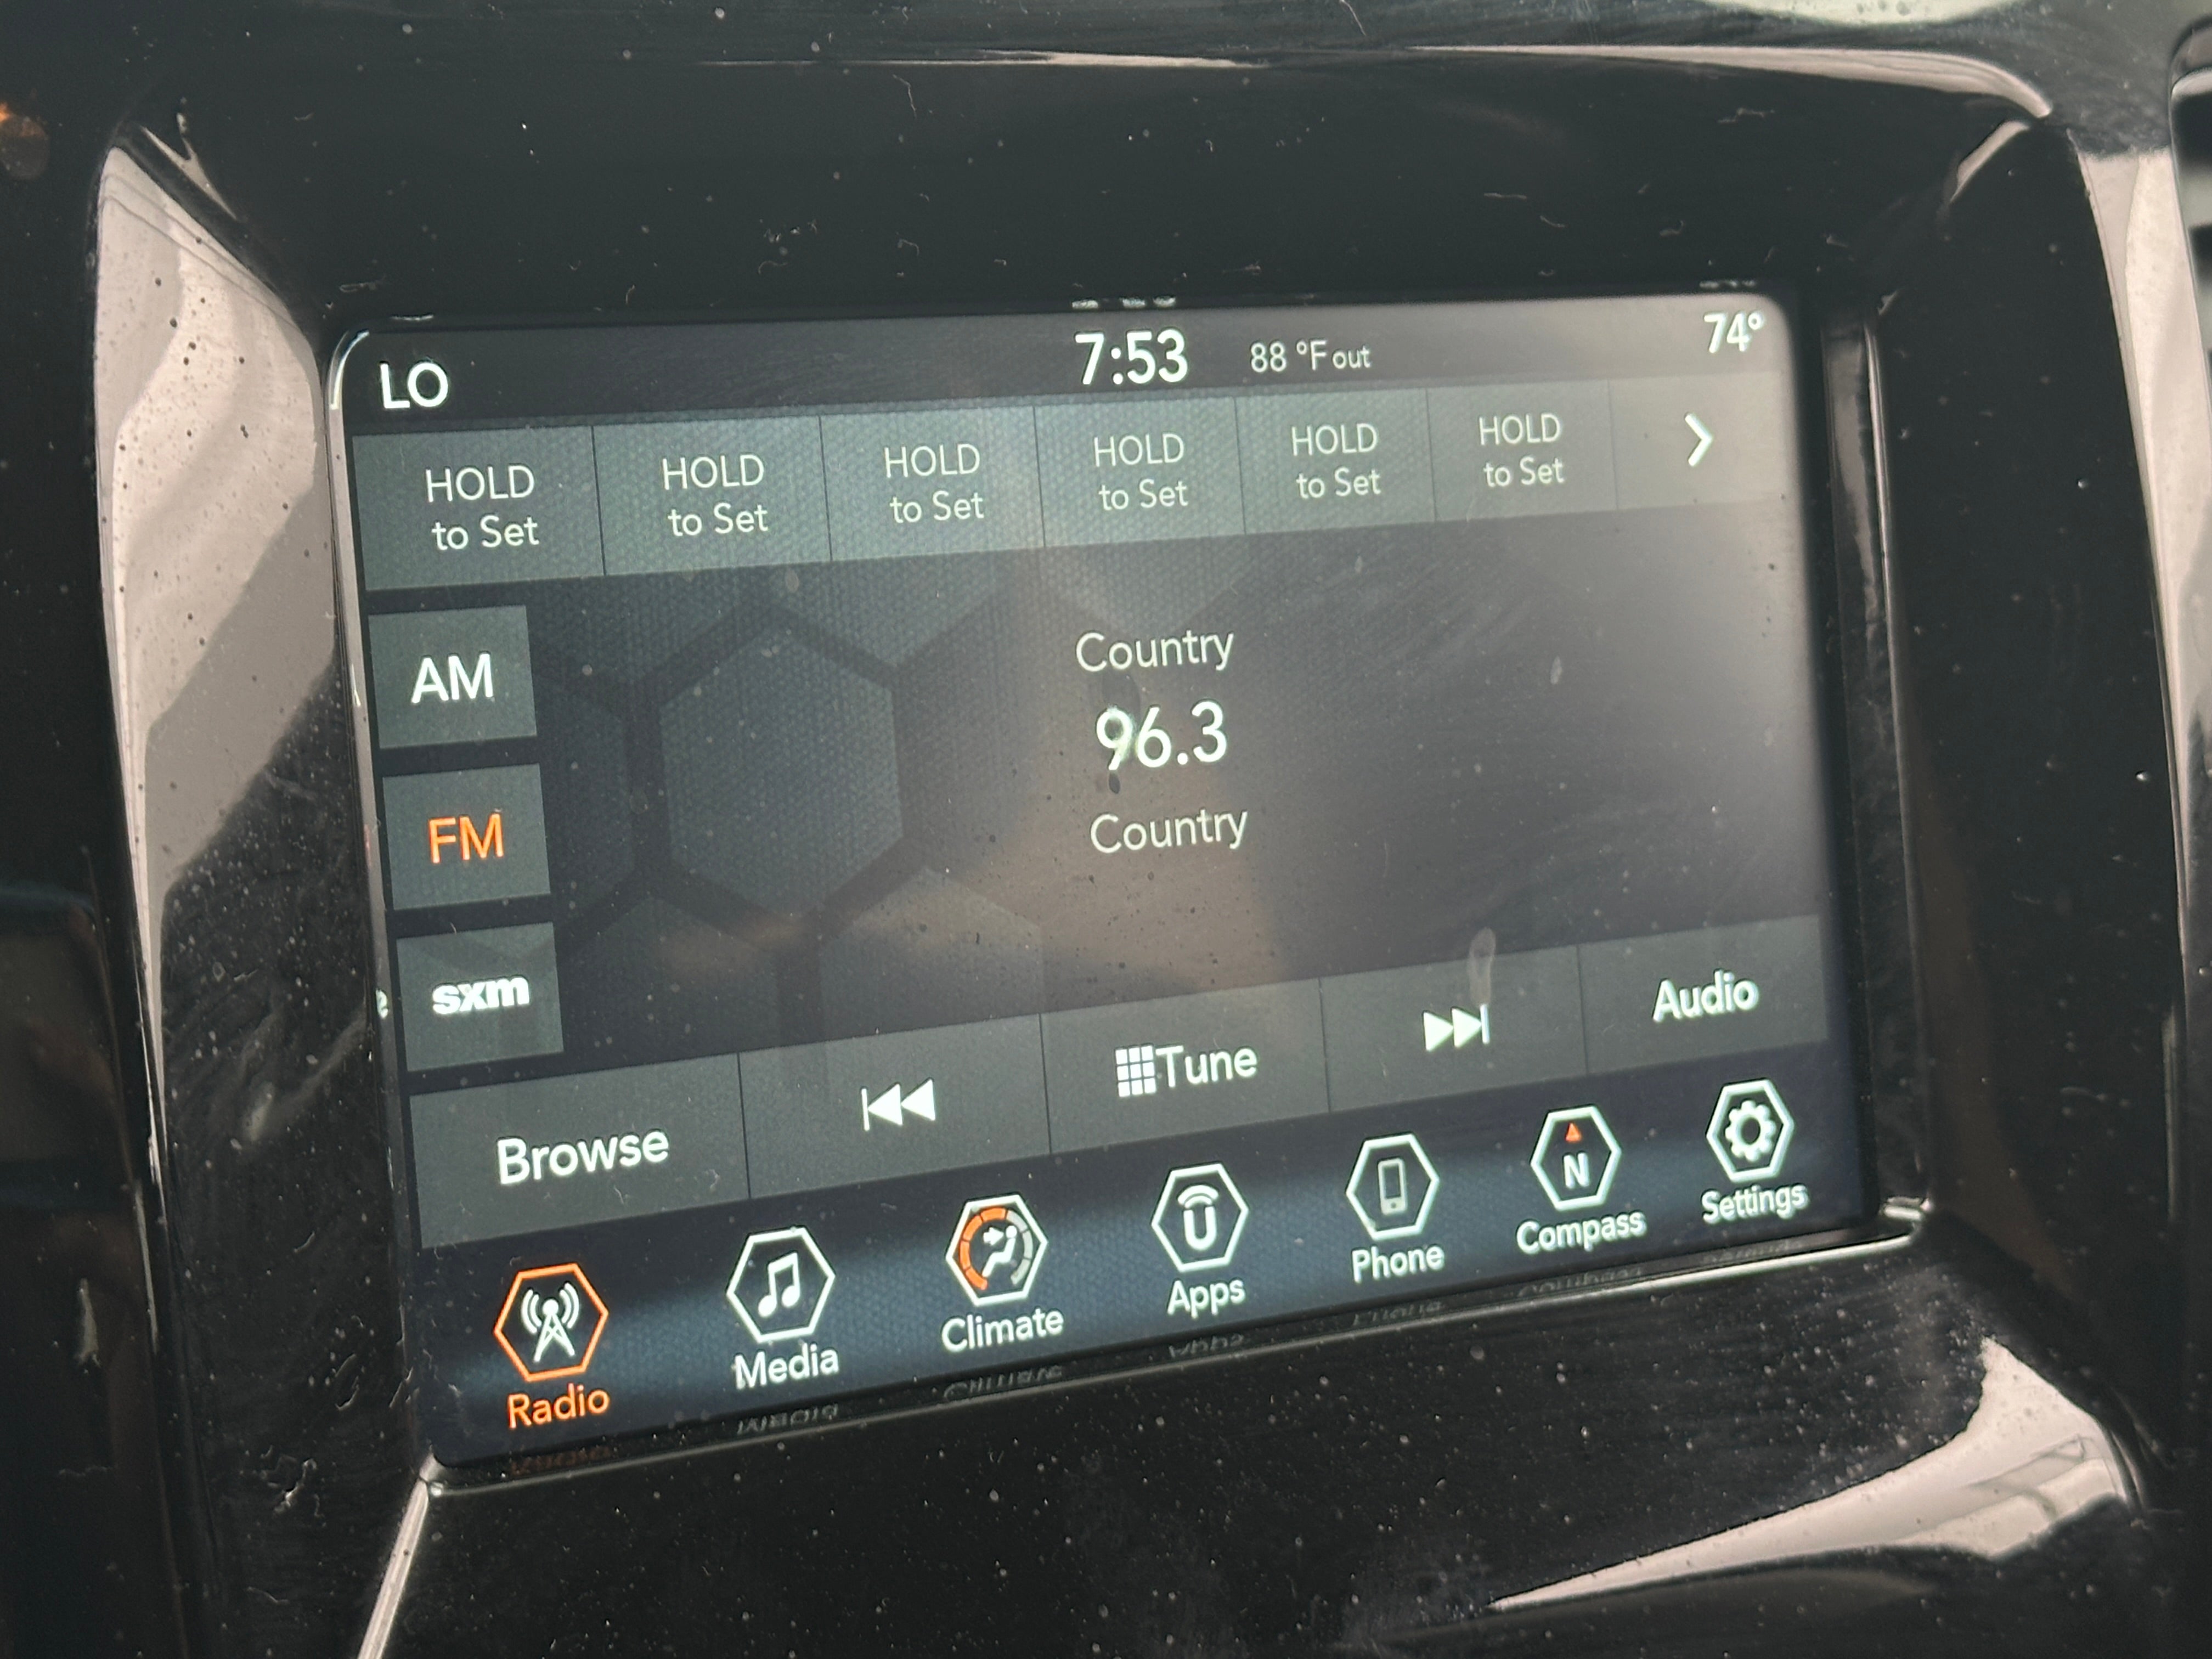 LO 7:53 88 °F out 74°
HOLD HOLD HOLD HOLD HOLD HOLD
to Set to Set to Set to Set to Set to Set
AM
FM
sxm
Country
96.3
Country
Browse Tune Audio
Radio Media Climate Apps Phone N Compass Settings